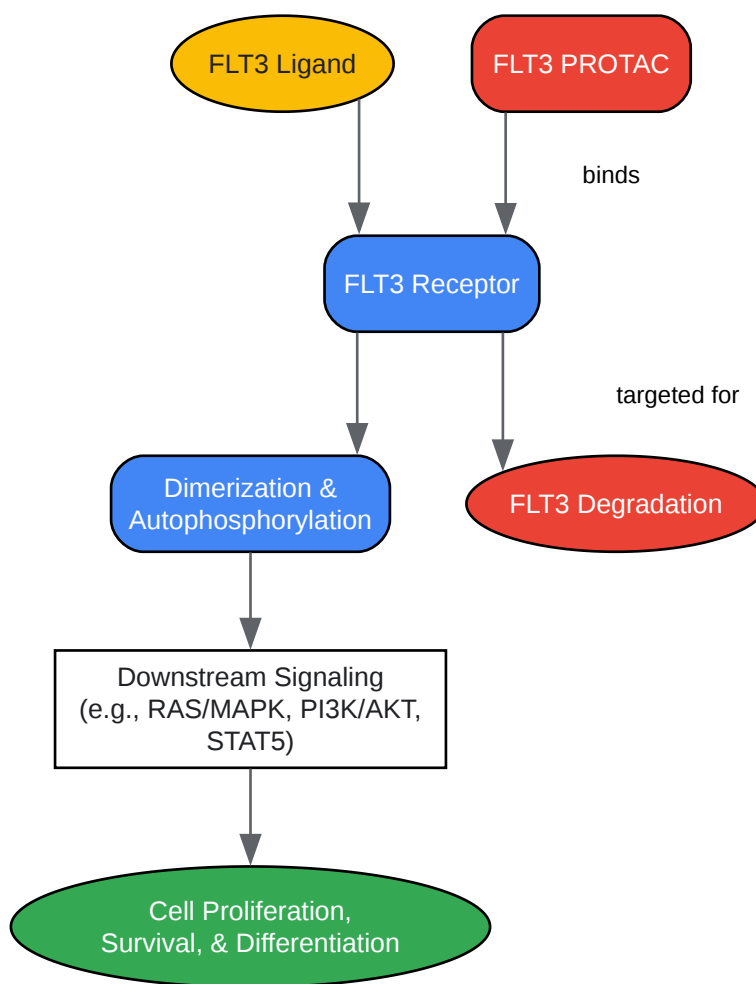 FLT3 Ligand
FLT3 PROTAC
binds
FLT3 Receptor
targeted for
Dimerization &
Autophosphorylation
FLT3 Degradation
Downstream Signaling
(e.g., RAS/MAPK, PI3K/AKT,
STAT5)
Cell Proliferation,
Survival, & Differentiation